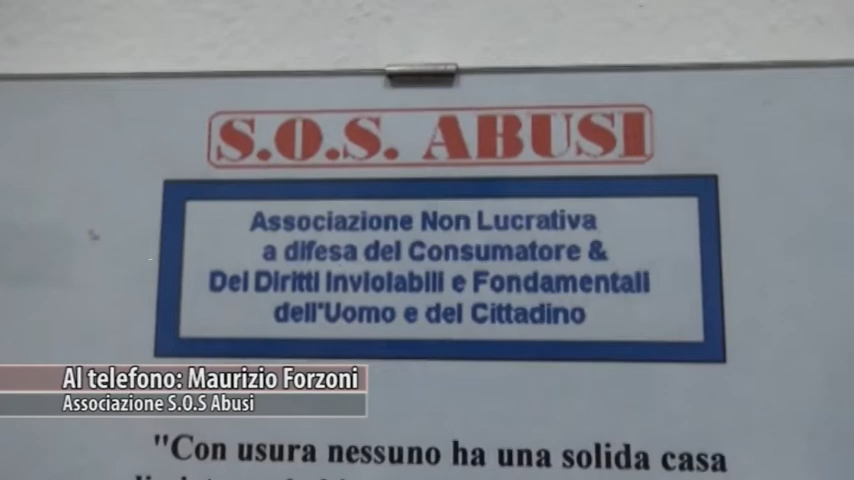 S.O.S. ABUSI
Associazione Non Lucrativa
a difesa del Consumatore &
Dei Diritti Inviolabili e Fondamentali
dell'Uomo e del Cittadino
Al telefono: Maurizio Forzoni
Associazione S.O.S Abusi
"Con usura nessuno ha una solida casa